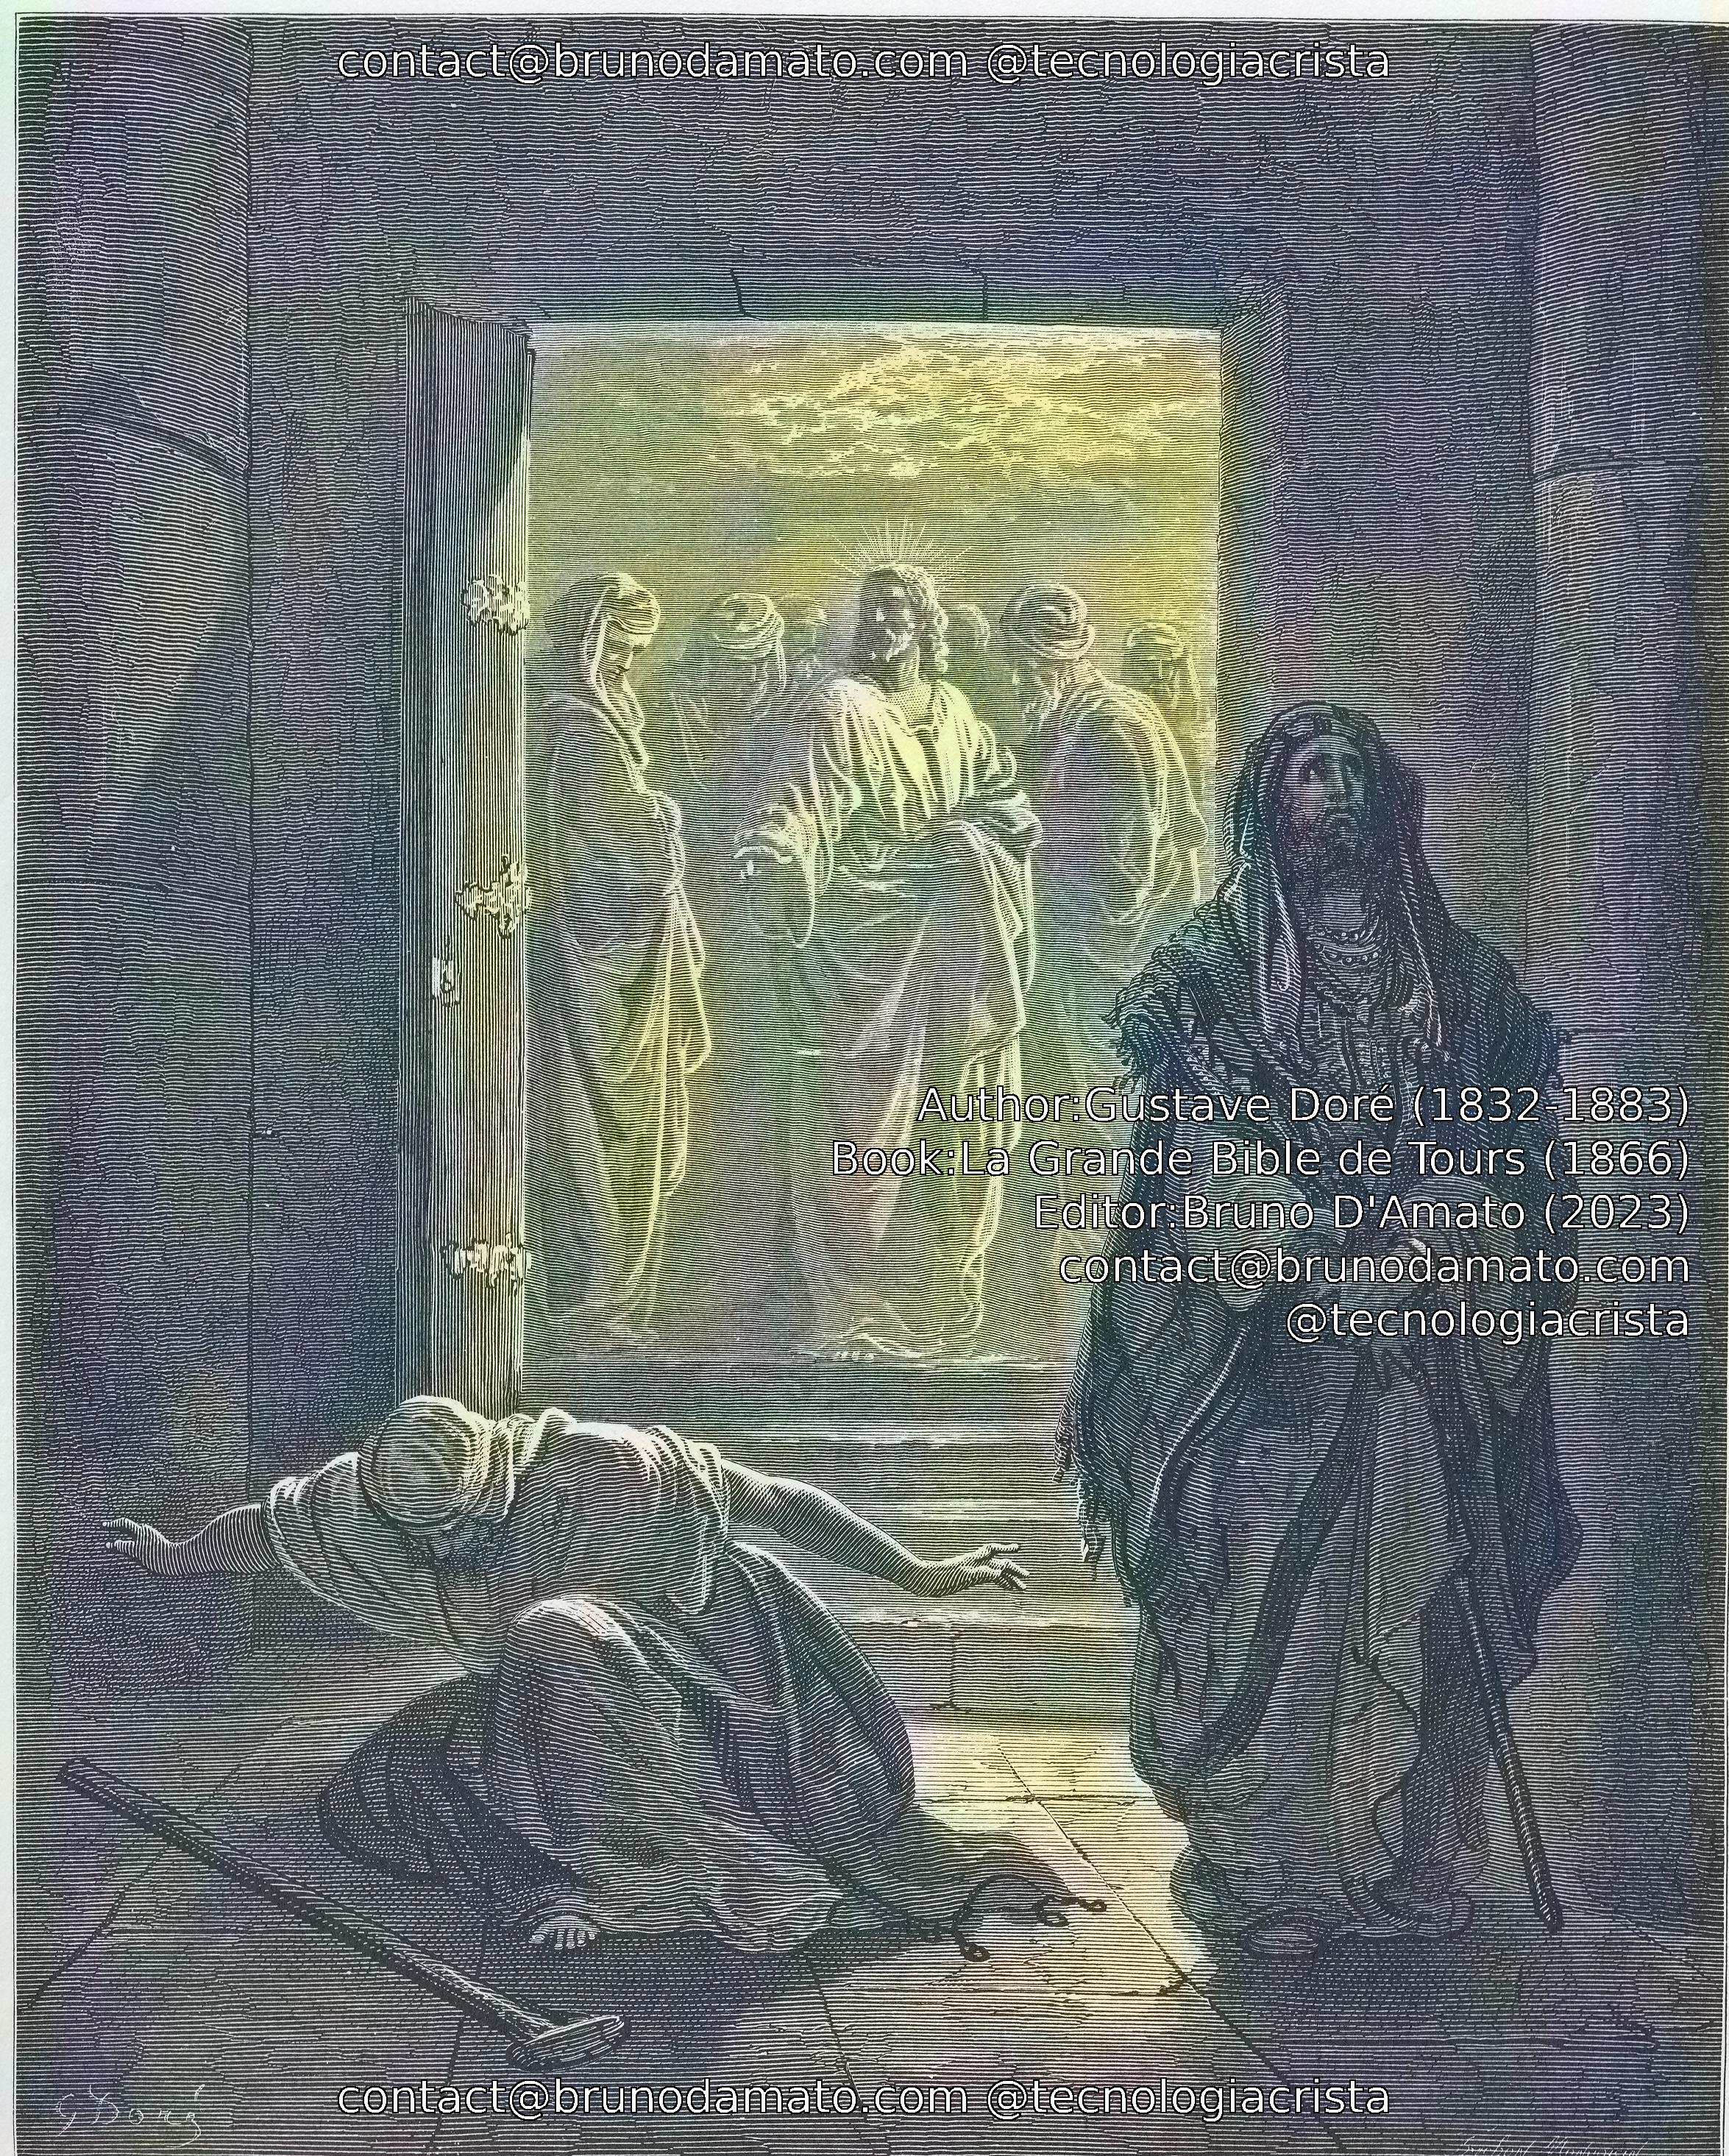 contact@brunodamato.com @tecnologiacrista
Author:Gustave Doré (1832-1883)
Book:La Grande Bible de Tours (1866)
Editor:Bruno D'Amato (2023)
contact@brunodamato.com
@tecnologiacrista
contact@brunodamato.com @tecnologiacrista
G Doré